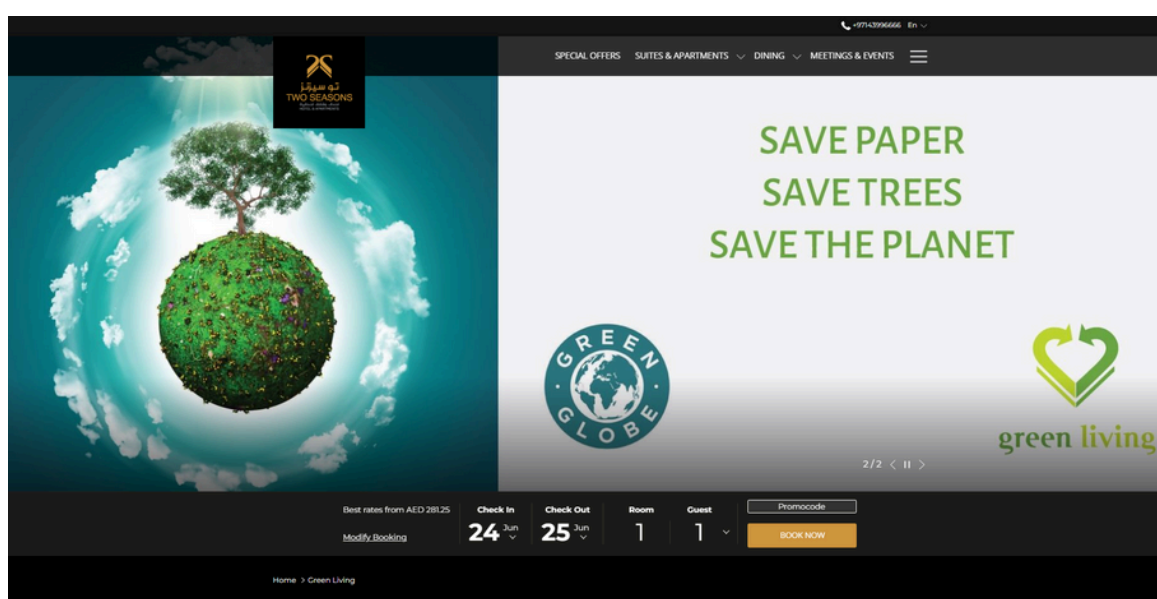 +97143996666 En
SPECIAL OFFERS SUITES & APARTMENTS DINING MEETINGS & EVENTS
تو سيزنز
TWO SEASONS
HOTEL & APARTMENTS
SAVE PAPER
SAVE TREES
SAVE THE PLANET
GREEN
GLOBE
green living
2/2
Best rates from AED 281.25
Modify Booking
Check In
24 Jun
Check Out
25 Jun
Room
1
Guest
1
Promocode
BOOK NOW
Home > Green Living